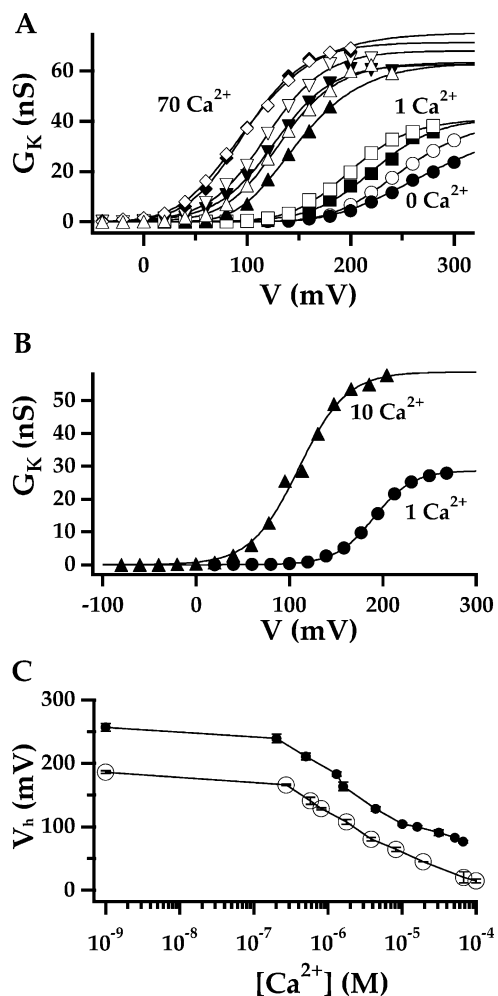 A
G_K (nS)
60
40
20
0
70 Ca²⁺
1 Ca²⁺
0 Ca²⁺
0
100
200
300
V (mV)
B
G_K (nS)
50
40
30
20
10
0
10 Ca²⁺
1 Ca²⁺
-100
0
100
200
300
V (mV)
C
V_h (mV)
300
200
100
0
10⁻⁹
10⁻⁸
10⁻⁷
10⁻⁶
10⁻⁵
10⁻⁴
[Ca²⁺] (M)